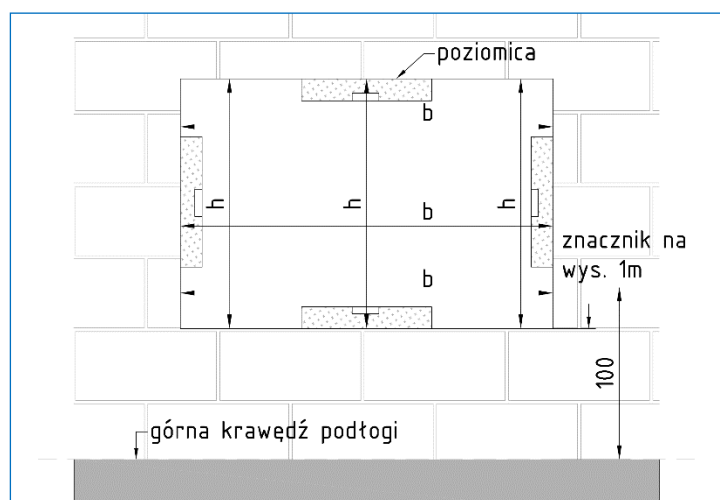 poziomica
b
h
h
h
b
znacznik na
wys. 1m
b
100
górna krawędź podłogi